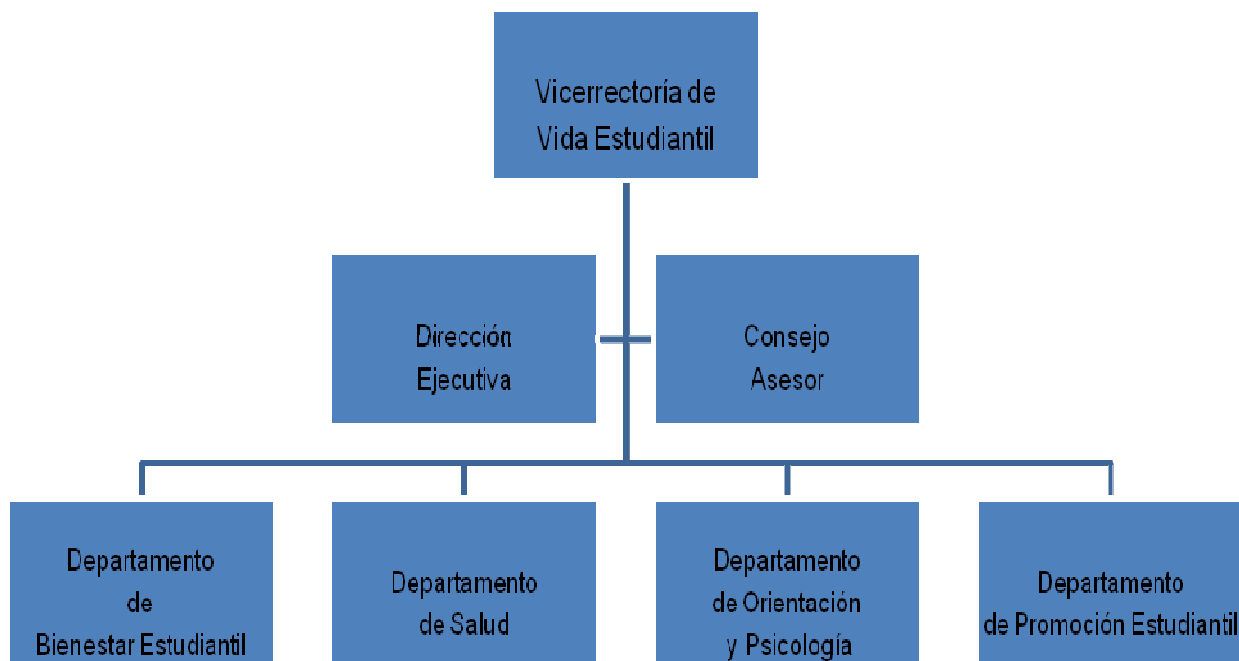 Vicerrectoría de
Vida Estudiantil
Dirección
Ejecutiva
Consejo
Asesor
Departamento
de
Bienestar Estudiantil
Departamento
de Salud
Departamento
de Orientación
y Psicología
Departamento
de Promoción Estudiantil